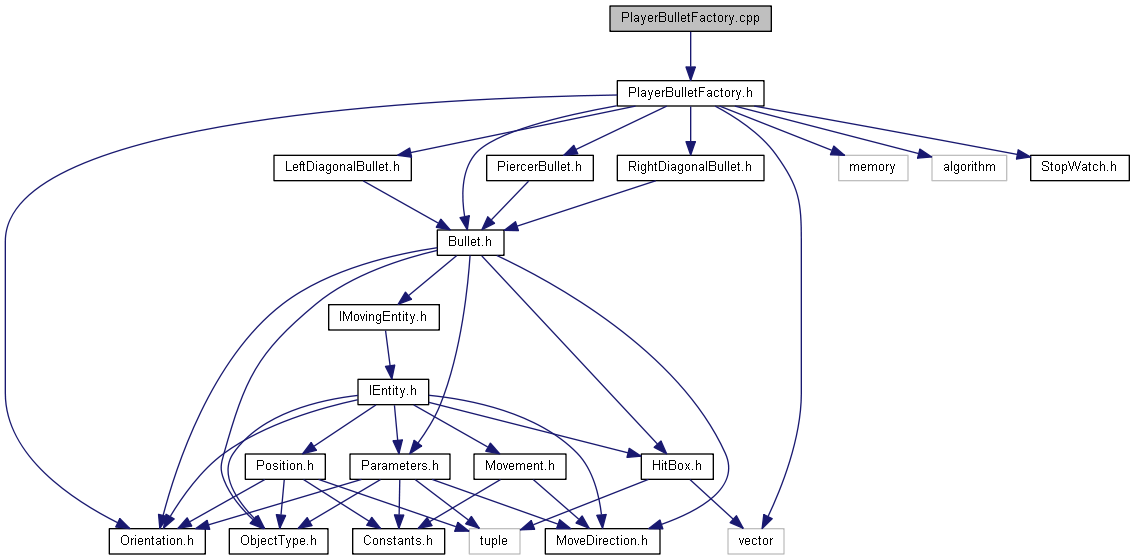 PlayerBulletFactory.cpp
PlayerBulletFactory.h
LeftDiagonalBullet.h
PiercerBullet.h
RightDiagonalBullet.h
memory
algorithm
StopWatch.h
Bullet.h
IMovingEntity.h
IEntity.h
Position.h
Parameters.h
Movement.h
HitBox.h
Orientation.h
ObjectType.h
Constants.h
tuple
MoveDirection.h
vector